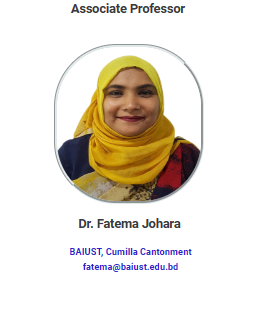 Associate Professor
Dr. Fatema Johara
BAIUST, Cumilla Cantonment
fatema@baiust.edu.bd